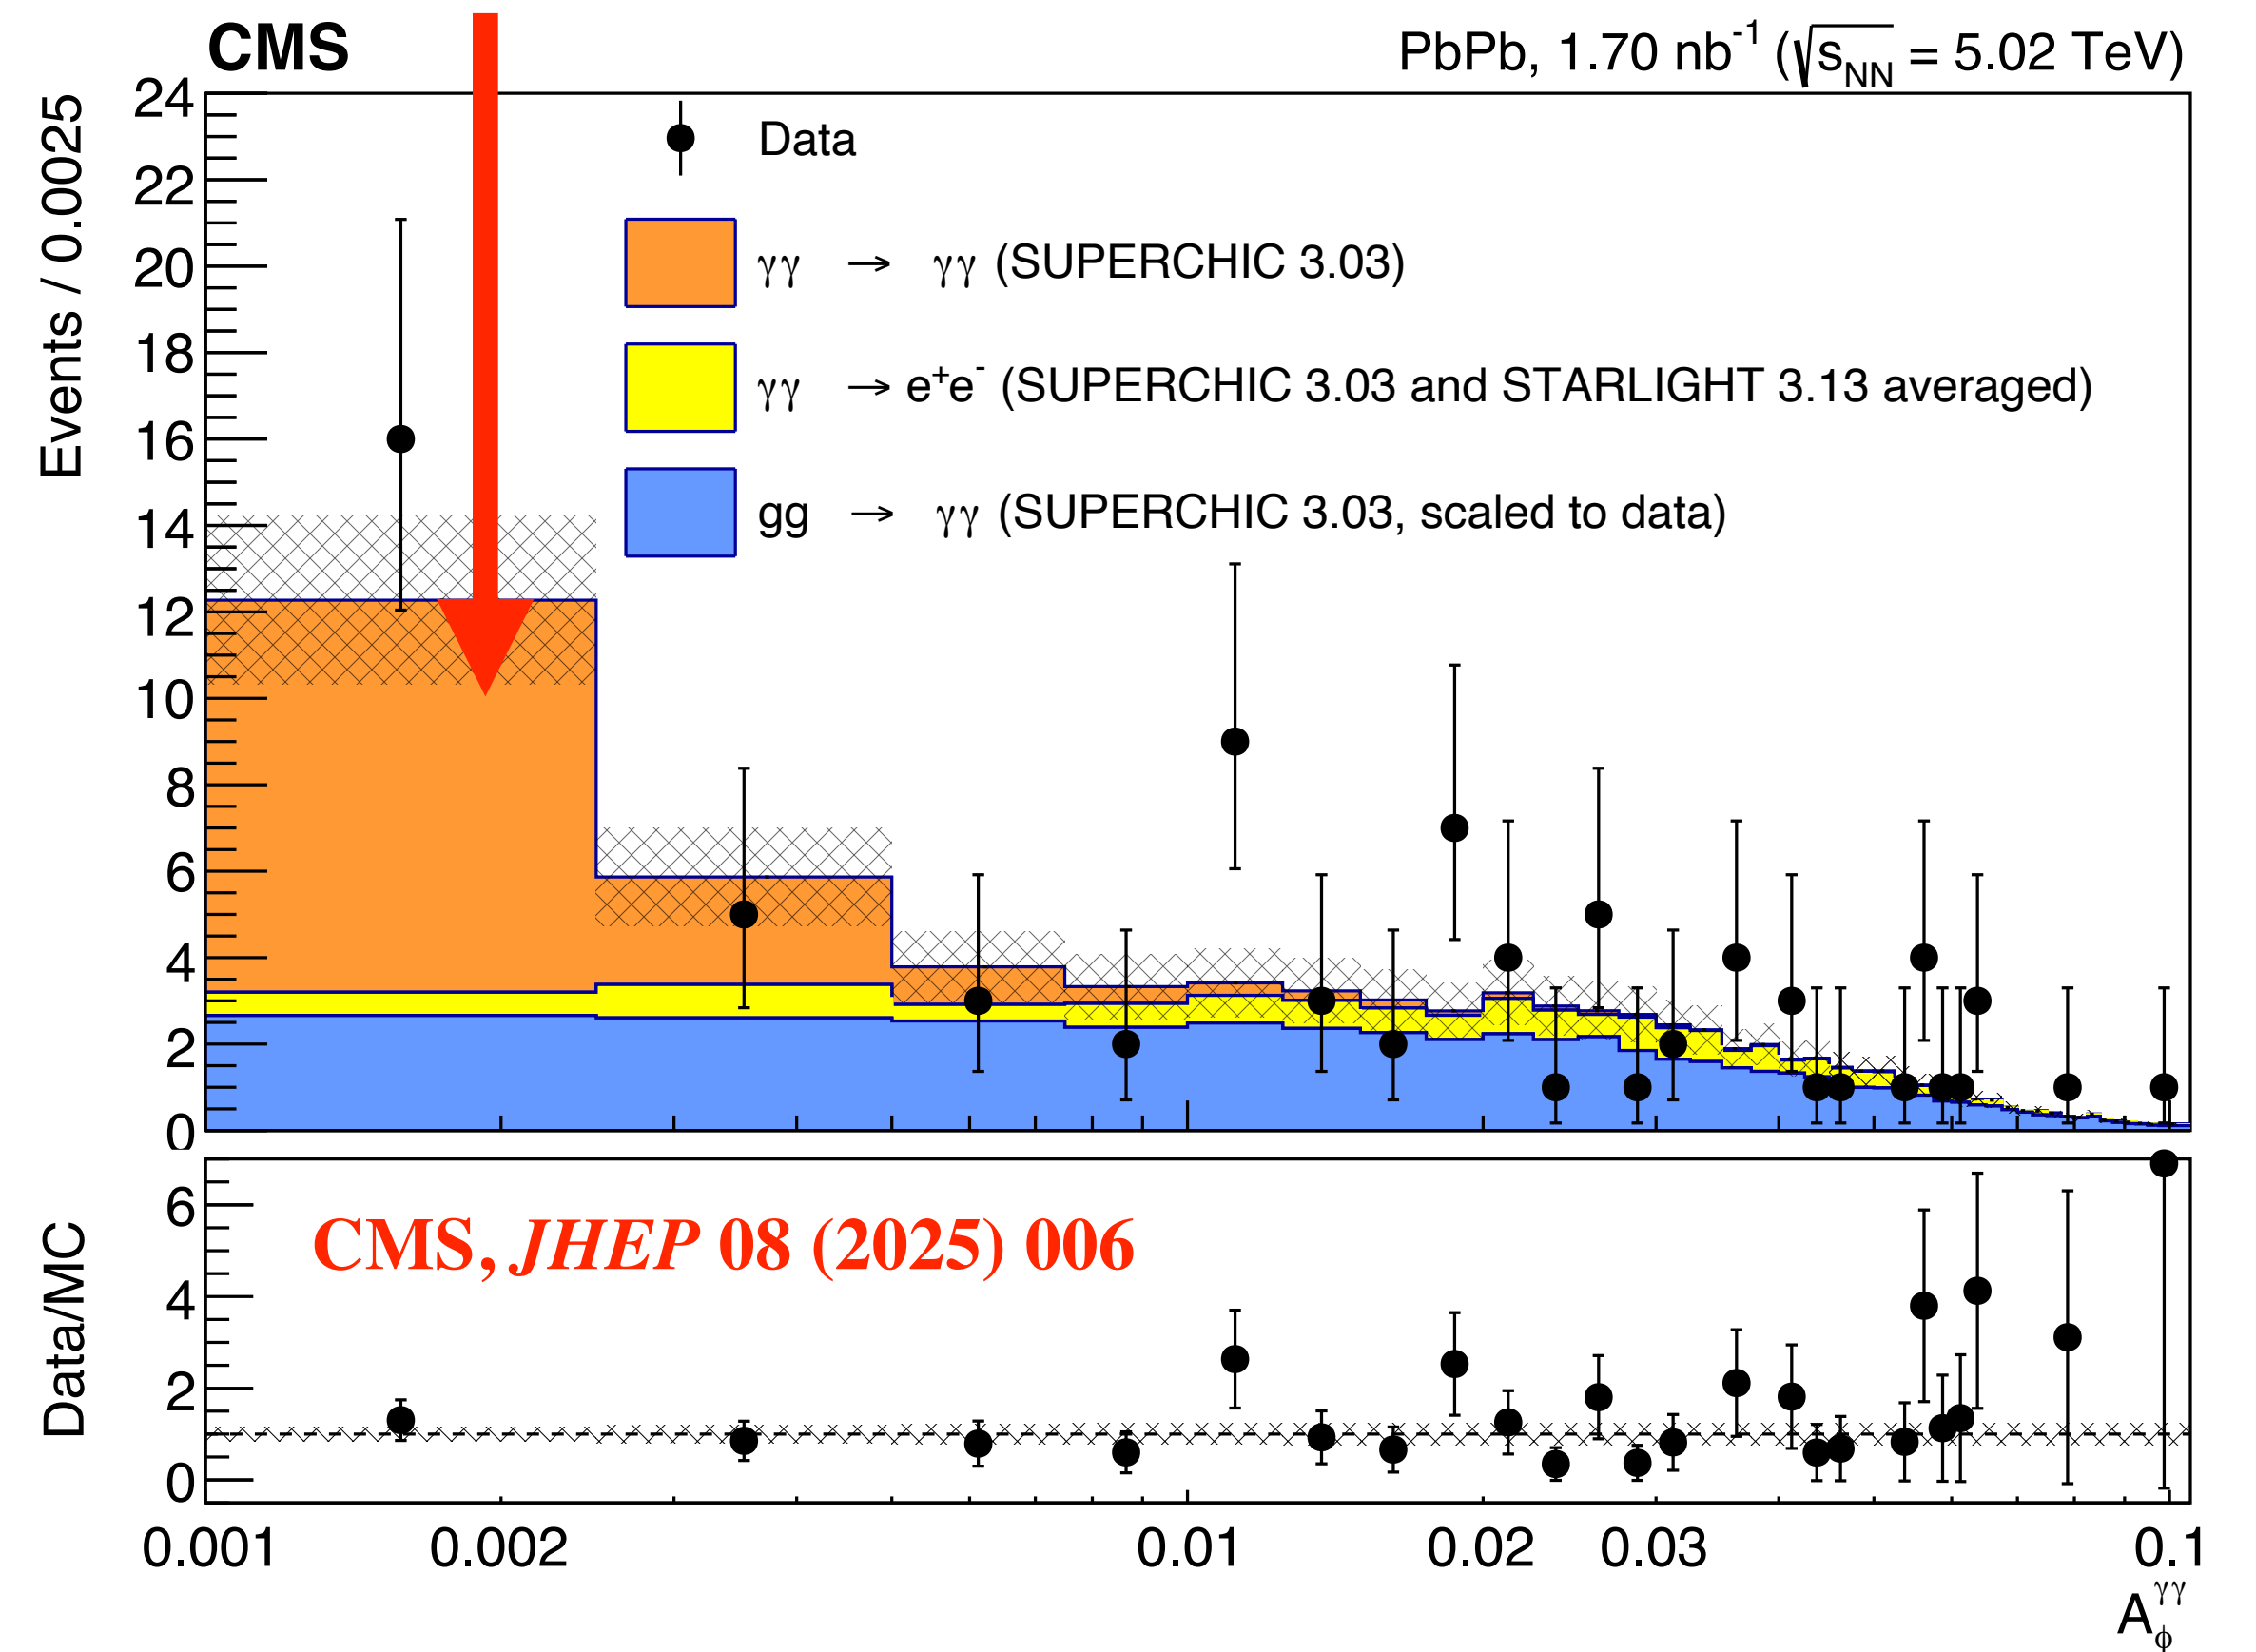 CMS
PbPb, 1.70 nb⁻¹ (√sNN = 5.02 TeV)
Events / 0.0025
24
22
20
18
16
14
12
10
8
6
4
2
0
Data
γγ → γγ (SUPERCHIC 3.03)
γγ → e⁺e⁻ (SUPERCHIC 3.03 and STARLIGHT 3.13 averaged)
gg → γγ (SUPERCHIC 3.03, scaled to data)
Data/MC
6
4
2
0
CMS, JHEP 08 (2025) 006
0.001 0.002 0.01 0.02 0.03 0.1
Aϕγγ